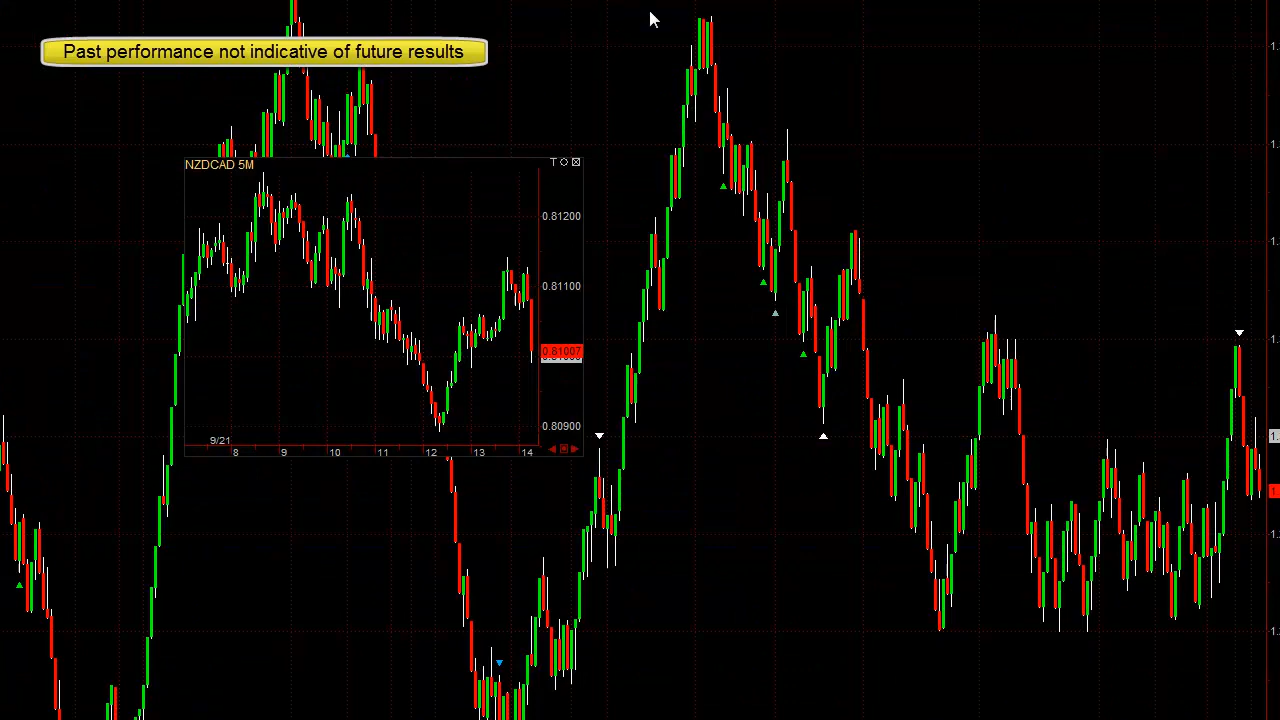 Past performance not indicative of future results
NZDCAD 5M
0.81200
0.81100
0.81007
0.80900
9/21
8 9 10 11 12 13 14